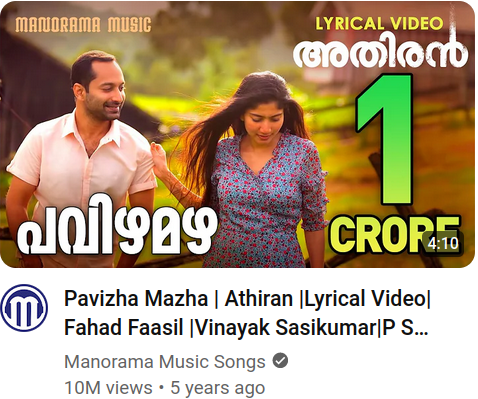 MANORAMA MUSIC
LYRICAL VIDEO
അതിരൻ
1
CRORE
പവിഴമഴ
4:10
Pavizha Mazha | Athiran |Lyrical Video|
Fahad Faasil |Vinayak Sasikumar|P S...
Manorama Music Songs
10M views • 5 years ago